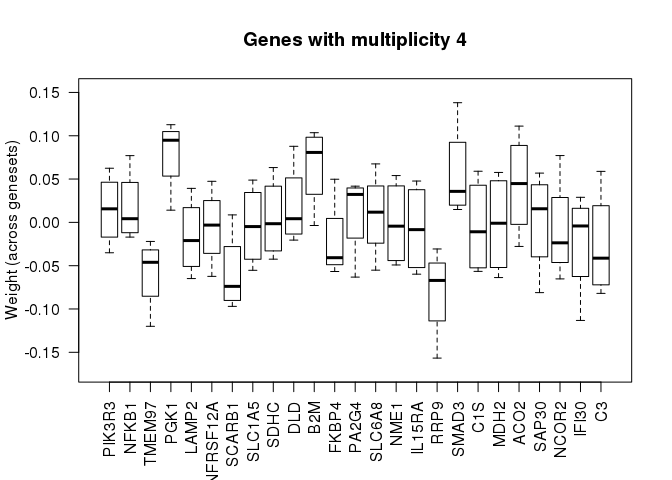 Genes with multiplicity 4
Weight (across genesets)
0.15
0.10
0.05
0.00
-0.05
-0.10
-0.15
PIK3R3
NFKB1
TMEM97
PGK1
LAMP2
NFRSF12A
SCARB1
SLC1A5
SDHC
DLD
B2M
FKBP4
PA2G4
SLC6A8
NME1
IL15RA
RRP9
SMAD3
C1S
MDH2
ACO2
SAP30
NCOR2
IFI30
C3